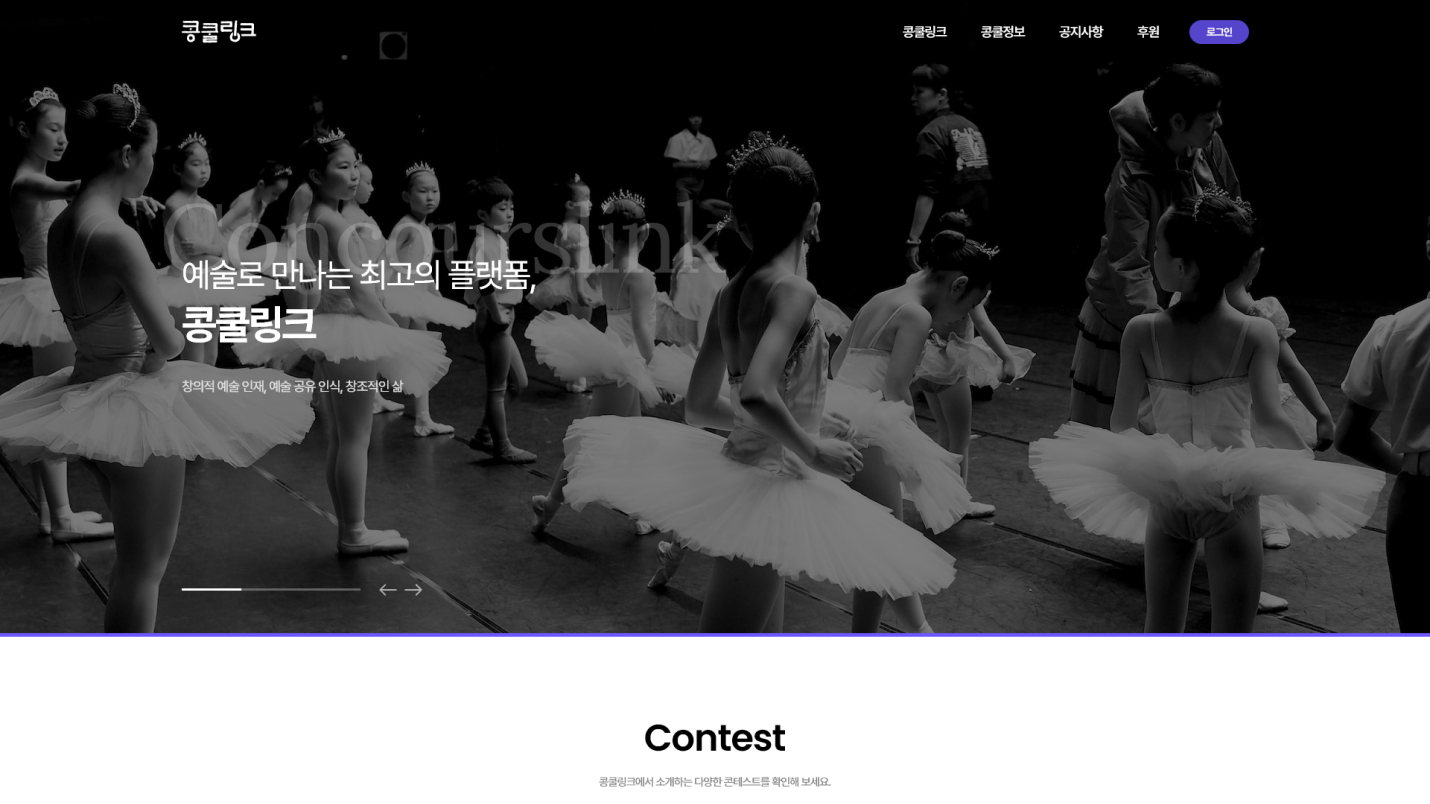 콩쿨링크
콩쿨링크 콩쿨정보 공지사항 후원 로그인
Concourslink
예술로 만나는 최고의 플랫폼,
콩쿨링크
창의적 예술 인재, 예술 공유 인식, 창조적인 삶
Contest
콩쿨링크에서 소개하는 다양한 콘테스트를 확인해 보세요.